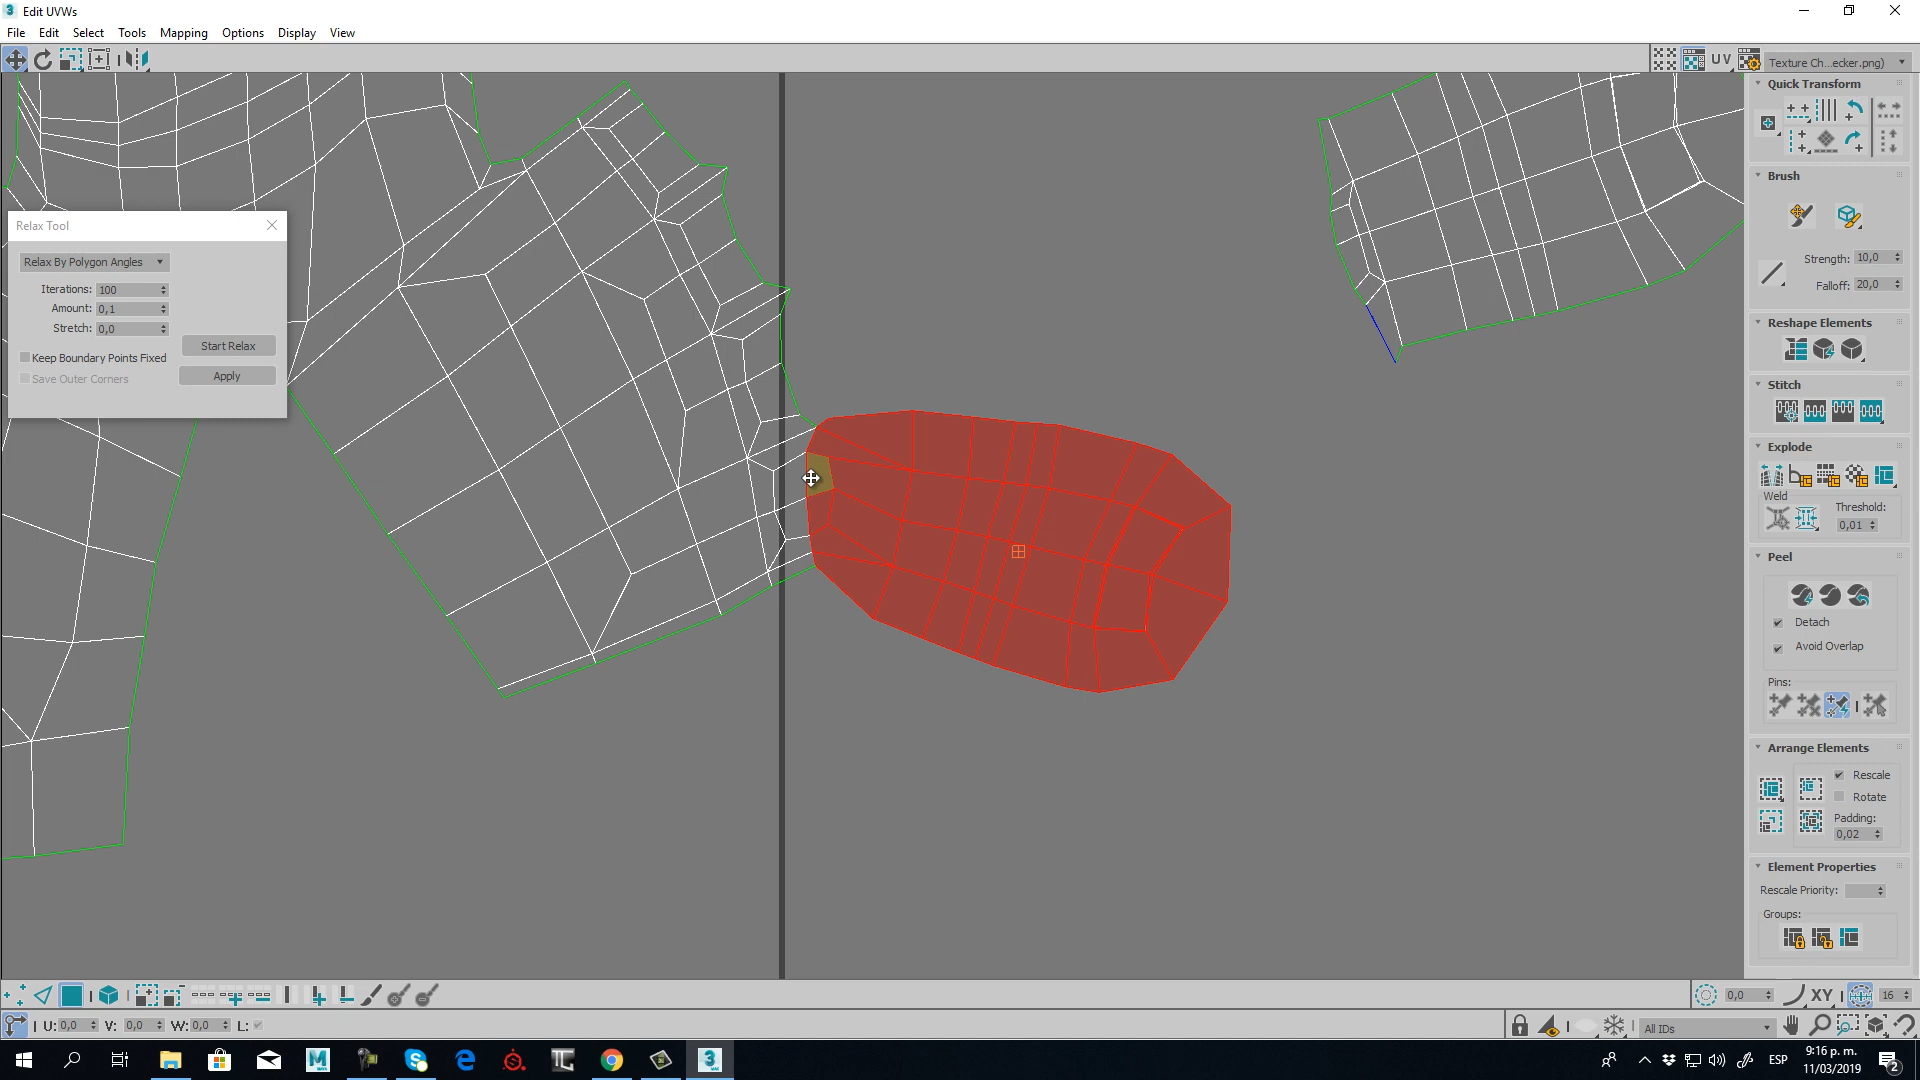 Edit UVWs
File Edit Select Tools Mapping Options Display View
UV Texture Ch...ecker.png)
Quick Transform
Brush
Strength: 10,0
Falloff: 20,0
Reshape Elements
Stitch
Explode
Weld
Threshold:
0,01
Peel
Detach
Avoid Overlap
Pins:
Arrange Elements
Rescale
Rotate
Padding:
0,02
Element Properties
Rescale Priority:
Groups:
Relax Tool
Relax By Polygon Angles
Iterations: 100
Amount: 0,1
Stretch: 0,0
Start Relax
Keep Boundary Points Fixed
Apply
Save Outer Corners
0,0 XY 16
U: 0,0 V: 0,0 W: 0,0 L:
All IDs
ESP
9:16 p. m.
11/03/2019
2